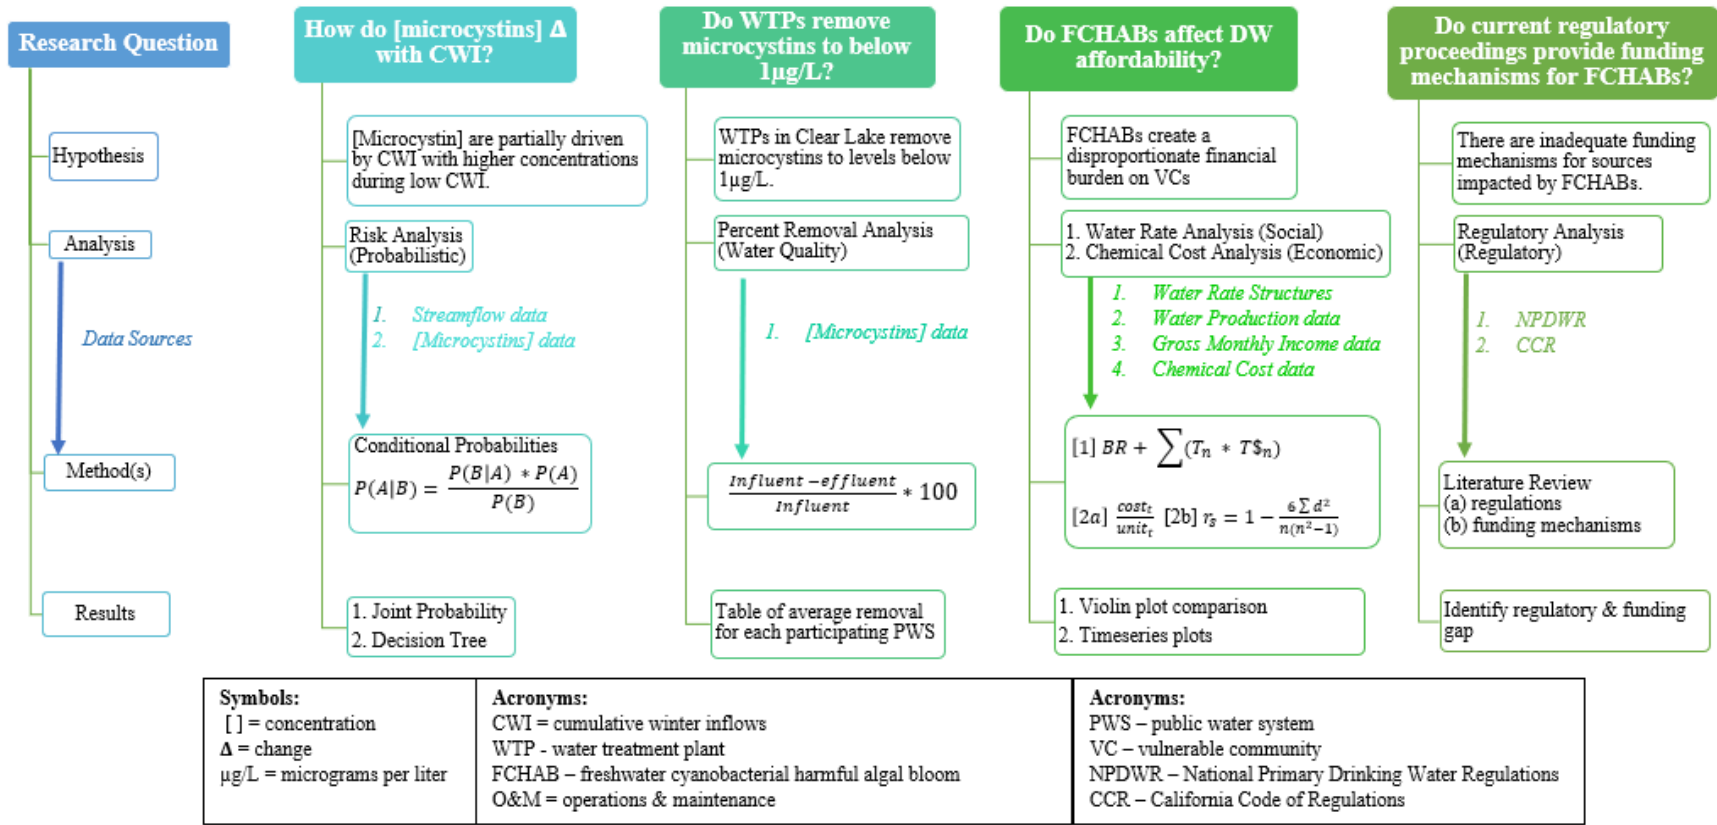 Research Question
Hypothesis
Analysis
Data Sources
Method(s)
Results
How do [microcystins] Δ
with CWI?
[Microcystin] are partially driven
by CWI with higher concentrations
during low CWI.
Risk Analysis
(Probabilistic)
1. Streamflow data
2. [Microcystins] data
Conditional Probabilities
P(A|B) = P(B|A) * P(A) / P(B)
1. Joint Probability
2. Decision Tree
Do WTPs remove
microcystins to below
1µg/L?
WTPs in Clear Lake remove
microcystins to levels below
1µg/L.
Percent Removal Analysis
(Water Quality)
1. [Microcystins] data
Influent −effluent / Influent * 100
Table of average removal
for each participating PWS
Do FCHABs affect DW
affordability?
FCHABs create a
disproportionate financial
burden on VCs
1. Water Rate Analysis (Social)
2. Chemical Cost Analysis (Economic)
1. Water Rate Structures
2. Water Production data
3. Gross Monthly Income data
4. Chemical Cost data
[1] BR + ∑(Tn * T$n)
[2a] cost_t / unit_t [2b] r_s = 1 − 6∑d² / n(n²−1)
1. Violin plot comparison
2. Timeseries plots
Do current regulatory
proceedings provide funding
mechanisms for FCHABs?
There are inadequate funding
mechanisms for sources
impacted by FCHABs.
Regulatory Analysis
(Regulatory)
1. NPDWR
2. CCR
Literature Review
(a) regulations
(b) funding mechanisms
Identify regulatory & funding
gap
Symbols:
[ ] = concentration
Δ = change
µg/L = micrograms per liter
Acronyms:
CWI = cumulative winter inflows
WTP - water treatment plant
FCHAB – freshwater cyanobacterial harmful algal bloom
O&M = operations & maintenance
Acronyms:
PWS – public water system
VC – vulnerable community
NPDWR – National Primary Drinking Water Regulations
CCR – California Code of Regulations